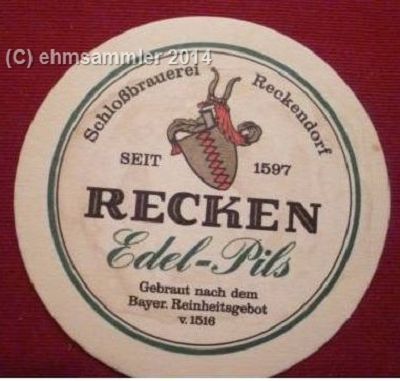 (C) ehmsammler 2014
Schloßbrauerei Reckendorf
SEIT 1597
RECKEN
Edel-Pils
Gebraut nach dem
Bayer. Reinheitsgebot
v. 1516